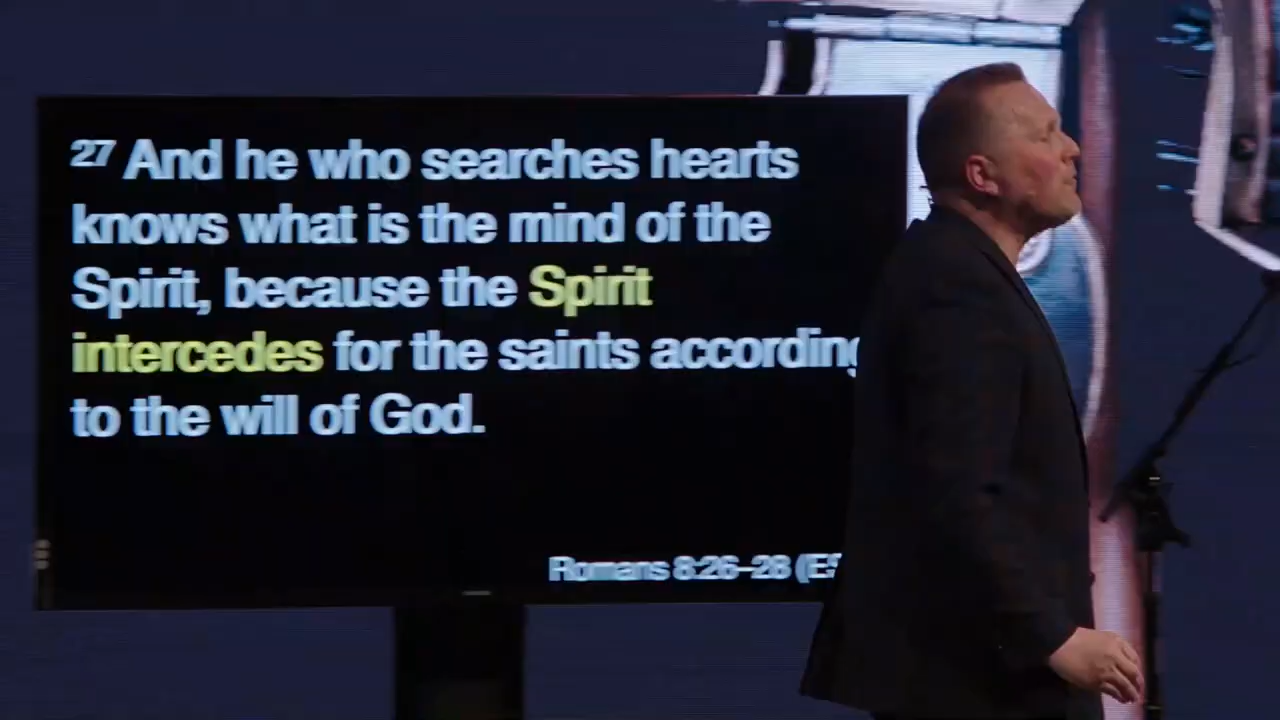 27 And he who searches hearts
knows what is the mind of the
Spirit, because the Spirit
intercedes for the saints according
to the will of God.
Romans 8:26–28